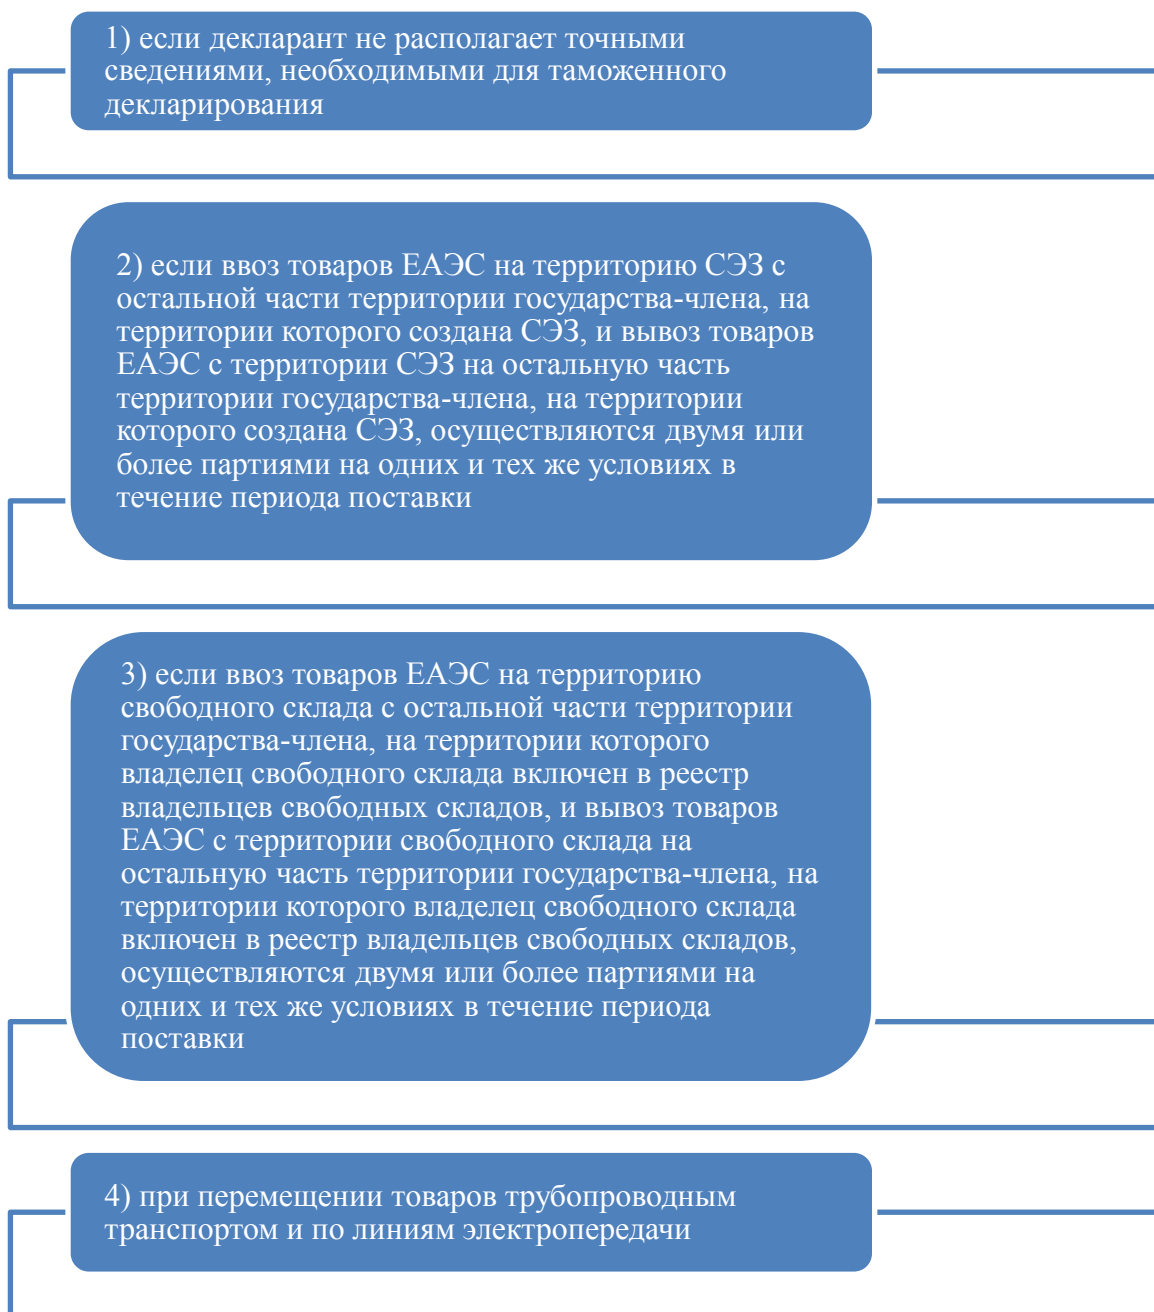 1) если декларант не располагает точными
сведениями, необходимыми для таможенного
декларирования
2) если ввоз товаров ЕАЭС на территорию СЭЗ с
остальной части территории государства-члена, на
территории которого создана СЭЗ, и вывоз товаров
ЕАЭС с территории СЭЗ на остальную часть
территории государства-члена, на территории
которого создана СЭЗ, осуществляются двумя или
более партиями на одних и тех же условиях в
течение периода поставки
3) если ввоз товаров ЕАЭС на территорию
свободного склада с остальной части территории
государства-члена, на территории которого
владелец свободного склада включен в реестр
владельцев свободных складов, и вывоз товаров
ЕАЭС с территории свободного склада на
остальную часть территории государства-члена, на
территории которого владелец свободного склада
включен в реестр владельцев свободных складов,
осуществляются двумя или более партиями на
одних и тех же условиях в течение периода
поставки
4) при перемещении товаров трубопроводным
транспортом и по линиям электропередачи